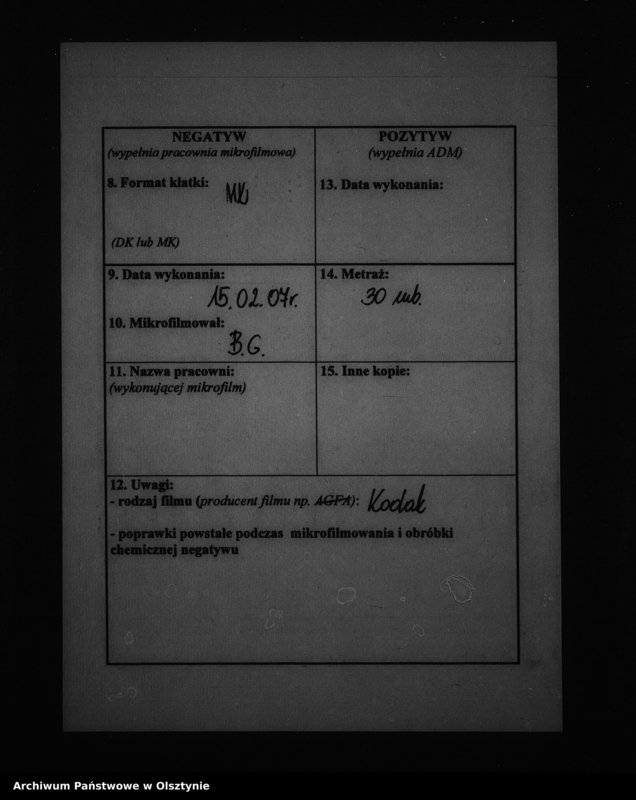 NEGATYW
(wypełnia pracownia mikrofilmowa)
8. Format klatki:
MK
(DK lub MK)
POZYTYW
(wypełnia ADM)
13. Data wykonania:
9. Data wykonania:
15.02.07r.
10. Mikrofilmował:
B.G.
14. Metraż:
30 mb.
11. Nazwa pracowni:
(wykonującej mikrofilm)
15. Inne kopie:
12. Uwagi:
- rodzaj filmu (producent filmu np. AGFA): Kodak
- poprawki powstałe podczas mikrofilmowania i obróbki
chemicznej negatywu
Archiwum Państwowe w Olsztynie